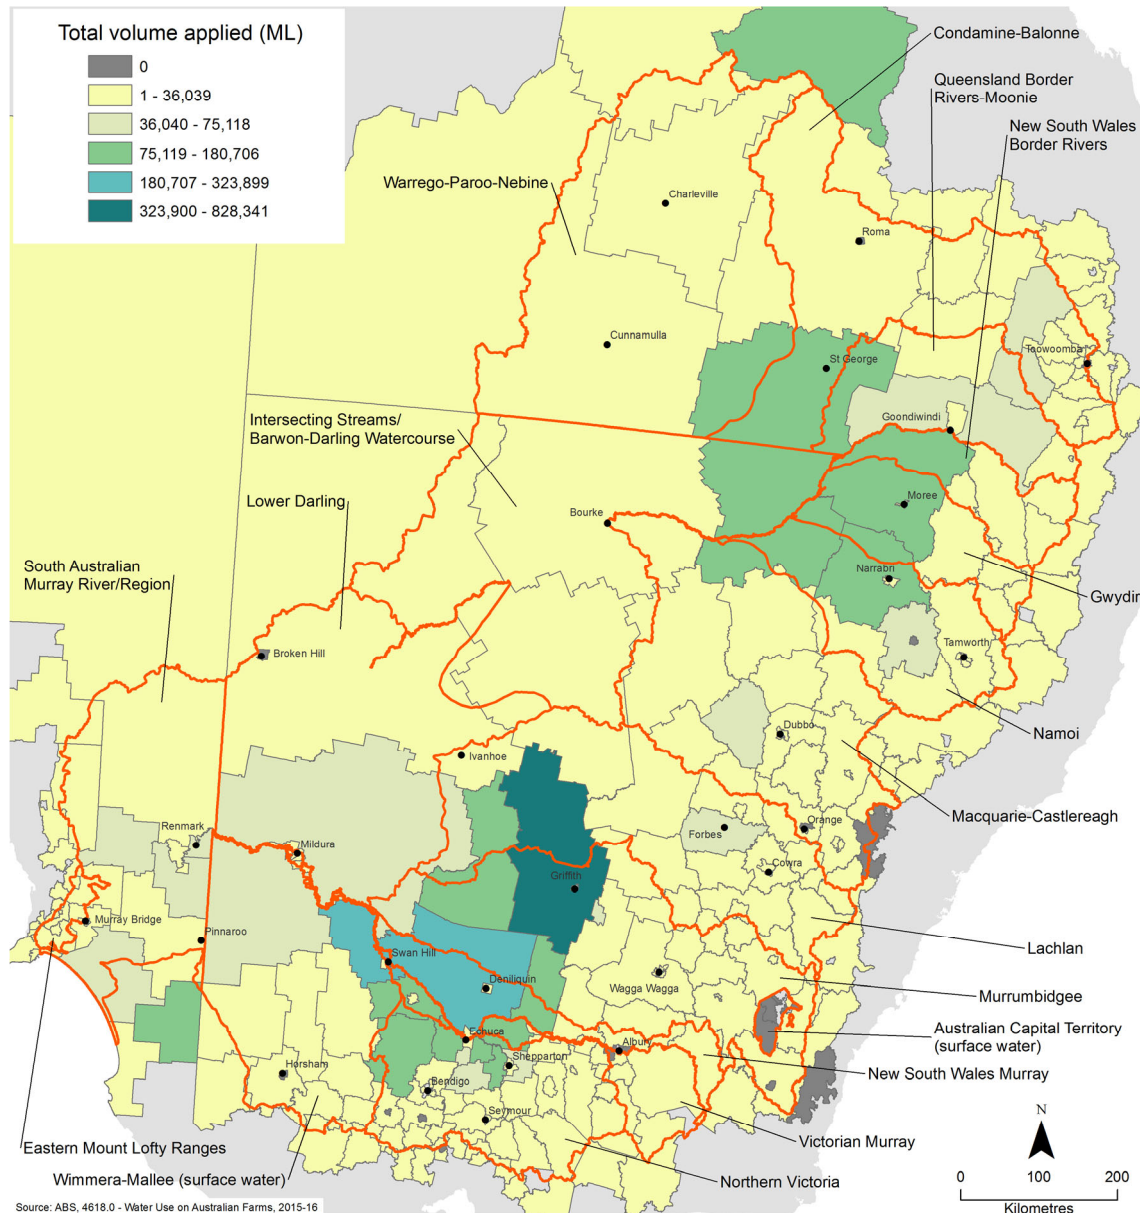 Total volume applied (ML)
0
1 - 36,039
36,040 - 75,118
75,119 - 180,706
180,707 - 323,899
323,900 - 828,341
Condamine-Balonne
Queensland Border
Rivers-Moonie
New South Wales
Border Rivers
Warrego-Paroo-Nebine
Charleville
Roma
Cunnamulla
St George
Toowoomba
Goondiwindi
Intersecting Streams/
Barwon-Darling Watercourse
Lower Darling
Bourke
Moree
South Australian
Murray River/Region
Narrabri
Gwydir
Broken Hill
Tamworth
Namoi
Dubbo
Ivanhoe
Macquarie-Castlereagh
Renmark
Mildura
Forbes
Orange
Cowra
Griffith
Murray Bridge
Pinnaroo
Lachlan
Swan Hill
Deniliquin
Wagga Wagga
Murrumbidgee
Australian Capital Territory
(surface water)
Echuca
Albury
Shepparton
New South Wales Murray
Horsham
Bendigo
Seymour
Victorian Murray
Eastern Mount Lofty Ranges
Wimmera-Mallee (surface water)
Northern Victoria
N
0 100 200
Kilometres
Source: ABS, 4618.0 - Water Use on Australian Farms, 2015-16